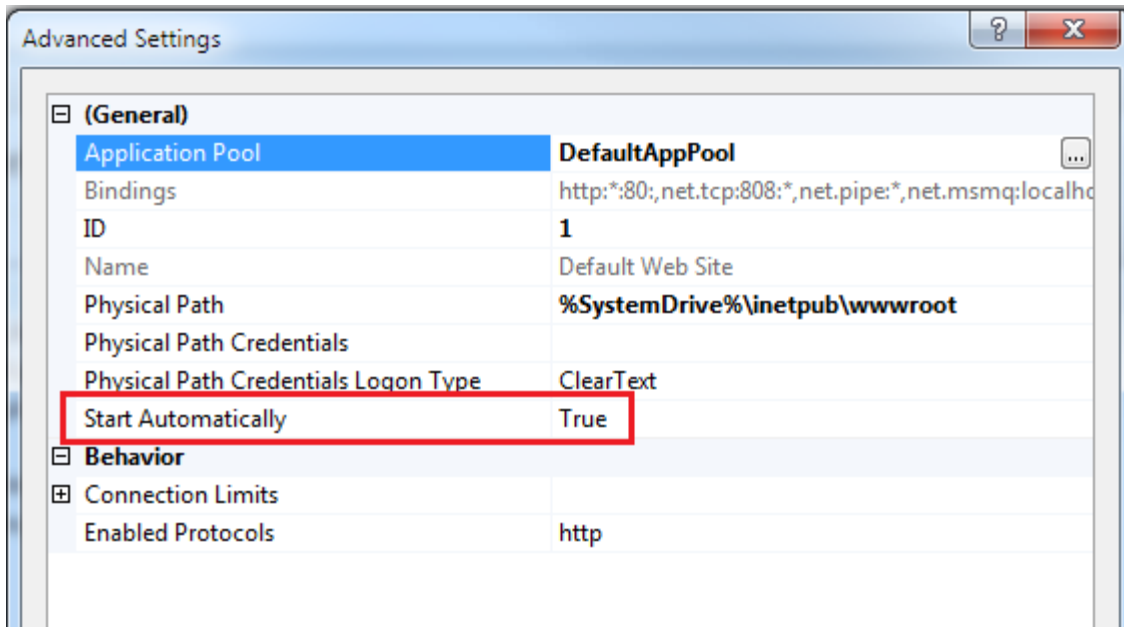 Advanced Settings
(General)
Application Pool DefaultAppPool ...
Bindings http:*:80:,net.tcp:808:*,net.pipe:*,net.msmq:localhc
ID 1
Name Default Web Site
Physical Path %SystemDrive%\inetpub\wwwroot
Physical Path Credentials
Physical Path Credentials Logon Type ClearText
Start Automatically True
Behavior
Connection Limits
Enabled Protocols http